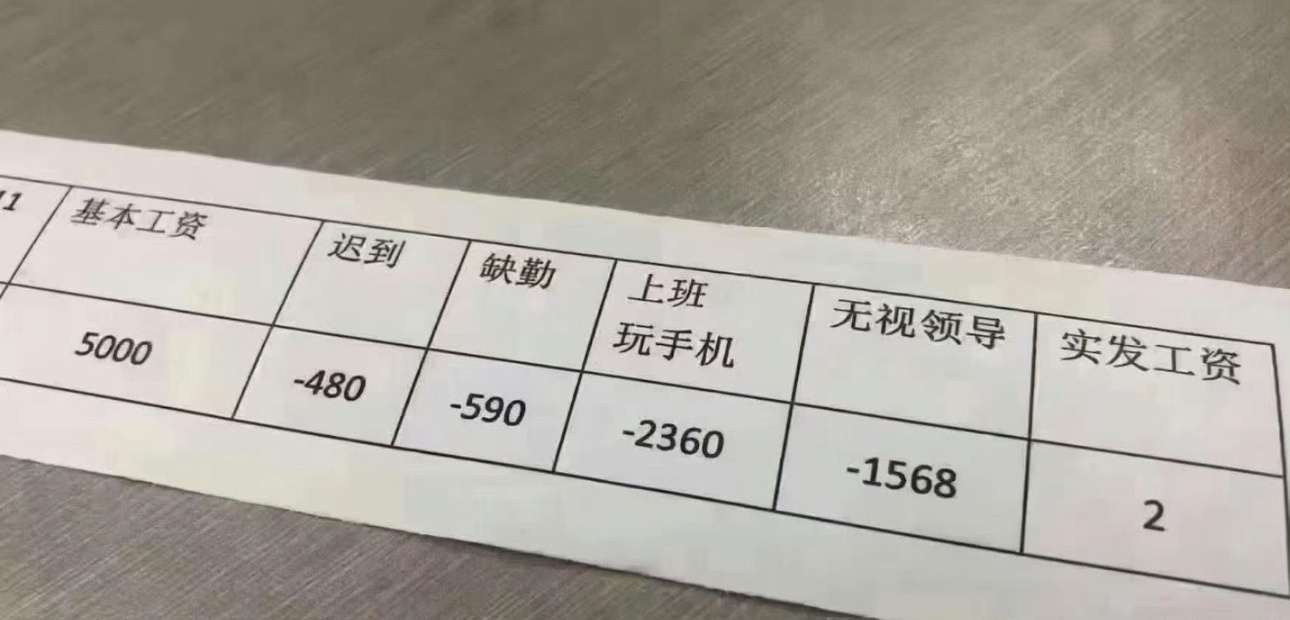 11
基本工资
迟到
缺勤
上班
玩手机
无视领导
实发工资
5000
-480
-590
-2360
-1568
2